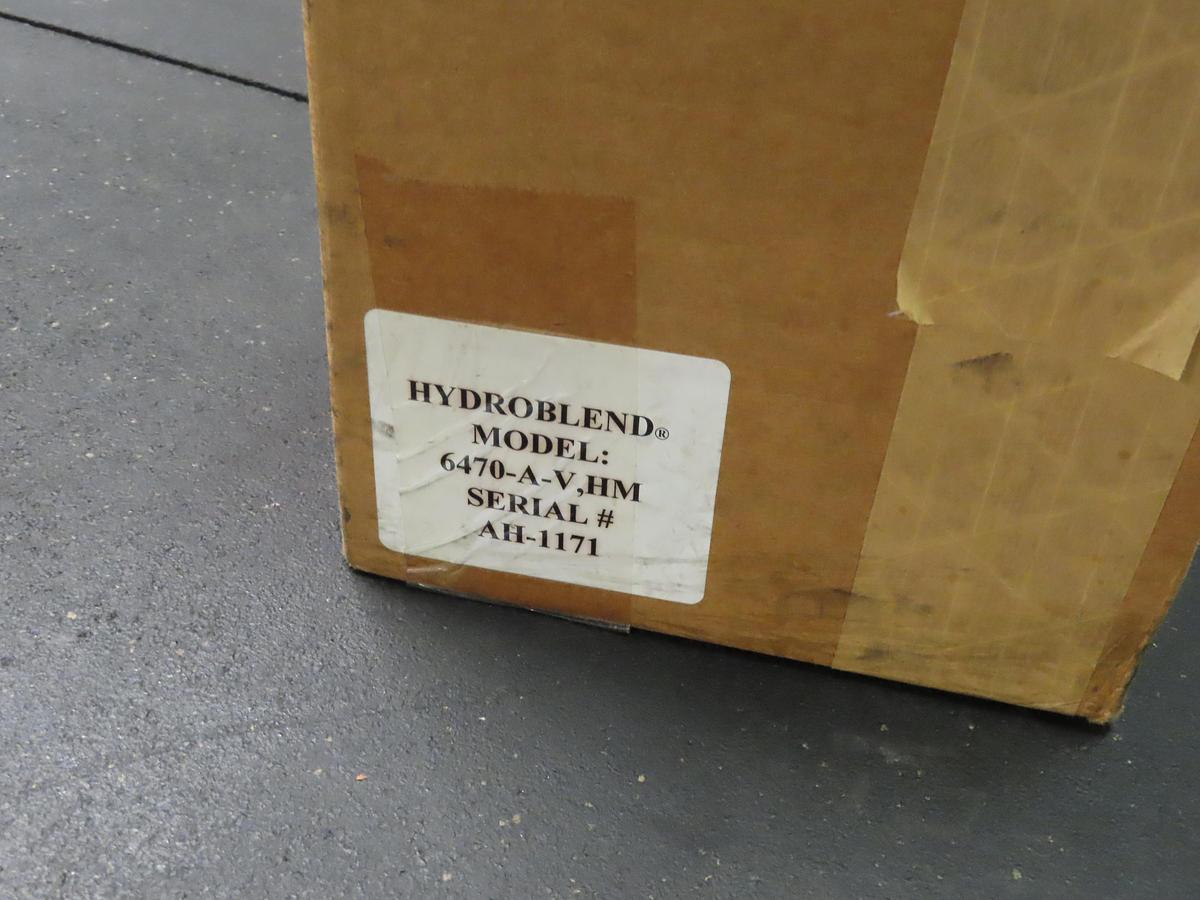 HYDROBLEND®
MODEL:
6470-A-V,HM
SERIAL #
AH-1171